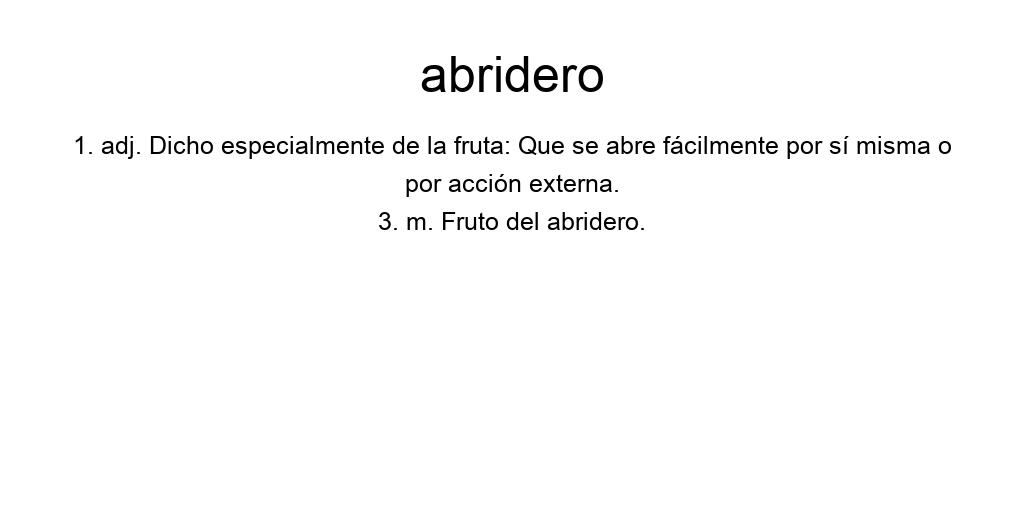 abridero
1. adj. Dicho especialmente de la fruta: Que se abre fácilmente por sí misma o
por acción externa.
3. m. Fruto del abridero.